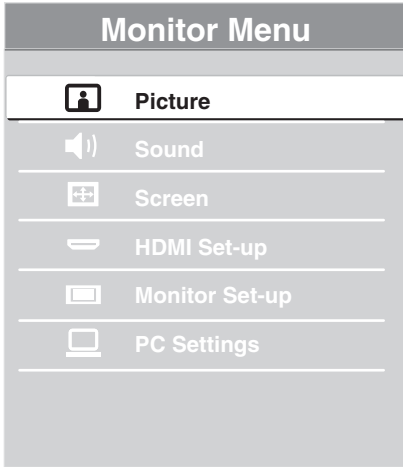 Monitor Menu
Picture
Sound
Screen
HDMI Set-up
Monitor Set-up
PC Settings